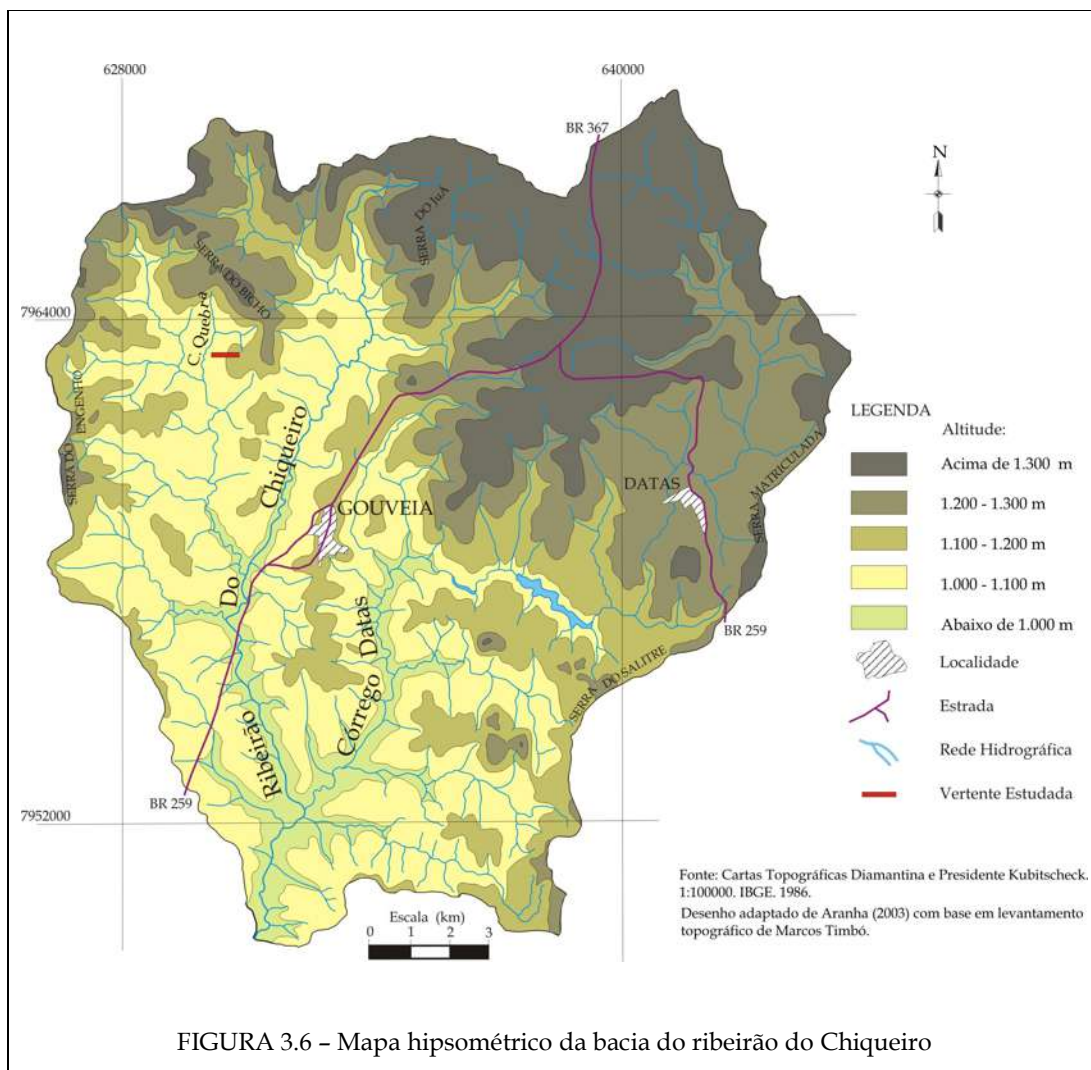 628000
640000
BR 367
N
SERRA DO JUÁ
SERRA DO BICHO
7964000
C. Quebra
SERRA DO ENGENHO
Ribeirão Do Chiqueiro
GOUVEIA
DATAS
SERRA MATRICULADA
Córrego Datas
BR 259
SERRA DO SALITRE
BR 259
7952000
LEGENDA
Altitude:
Acima de 1.300 m
1.200 - 1.300 m
1.100 - 1.200 m
1.000 - 1.100 m
Abaixo de 1.000 m
Localidade
Estrada
Rede Hidrográfica
Vertente Estudada
Escala (km)
0 1 2 3
Fonte: Cartas Topográficas Diamantina e Presidente Kubitscheck.
1:100000. IBGE. 1986.
Desenho adaptado de Aranha (2003) com base em levantamento
topográfico de Marcos Timbó.
FIGURA 3.6 – Mapa hipsométrico da bacia do ribeirão do Chiqueiro